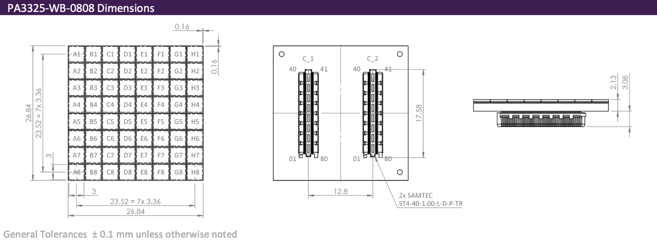 PA3325-WB-0808 Dimensions
0.16
A1 B1 C1 D1 E1 F1 G1 H1
A2 B2 C2 D2 E2 F2 G2 H2
A3 B3 C3 D3 E3 F3 G3 H3
A4 B4 C4 D4 E4 F4 G4 H4
A5 B5 C5 D5 E5 F5 G5 H5
A6 B6 C6 D6 E6 F6 G6 H6
A7 B7 C7 D7 E7 F7 G7 H7
A8 B8 C8 D8 E8 F8 G8 H8
0.16
26.84
23.52 = 7x 3.36
3
3
23.52 = 7x 3.36
26.84
C_1
C_2
40 41
40 41
01 80
01 80
17.58
12.8
2x SAMTEC
ST4-40-1.00-L-D-P-TR
2.13
3.08
General Tolerances ± 0.1 mm unless otherwise noted